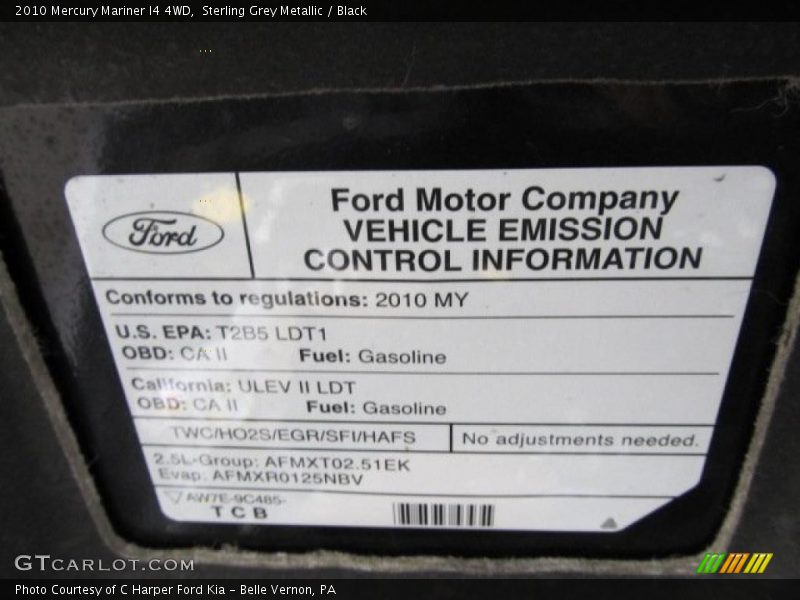 2010 Mercury Mariner I4 4WD, Sterling Grey Metallic / Black
Ford
Ford Motor Company
VEHICLE EMISSION
CONTROL INFORMATION
Conforms to regulations: 2010 MY
U.S. EPA: T2B5 LDT1
OBD: CA II Fuel: Gasoline
California: ULEV II LDT
OBD: CA II Fuel: Gasoline
TWC/HO2S/EGR/SFI/HAFS No adjustments needed.
2.5L-Group: AFMXT02.51EK
Evap: AFMXR0125NBV
AW7E-9C485-
T C B
GTCARLOT.COM
Photo Courtesy of C Harper Ford Kia – Belle Vernon, PA